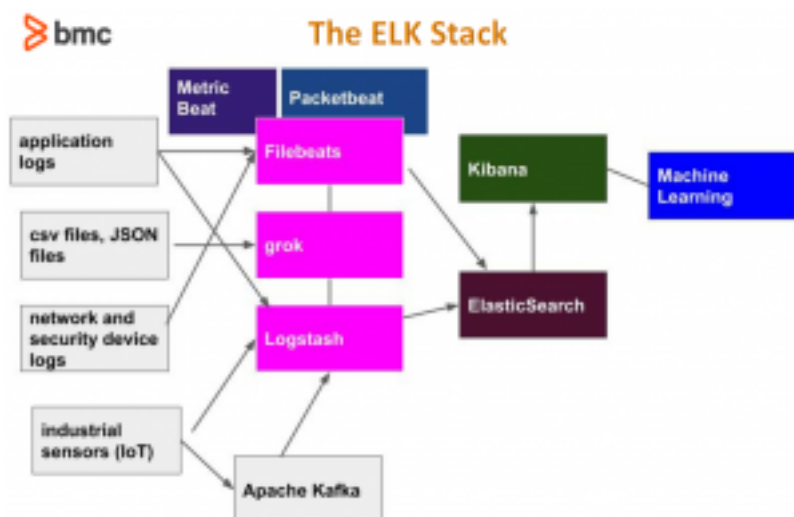 bmc
The ELK Stack
Metric
Beat
Packetbeat
application
logs
Filebeats
Kibana
Machine
Learning
csv files, JSON
files
grok
network and
security device
logs
Logstash
ElasticSearch
industrial
sensors (IoT)
Apache Kafka